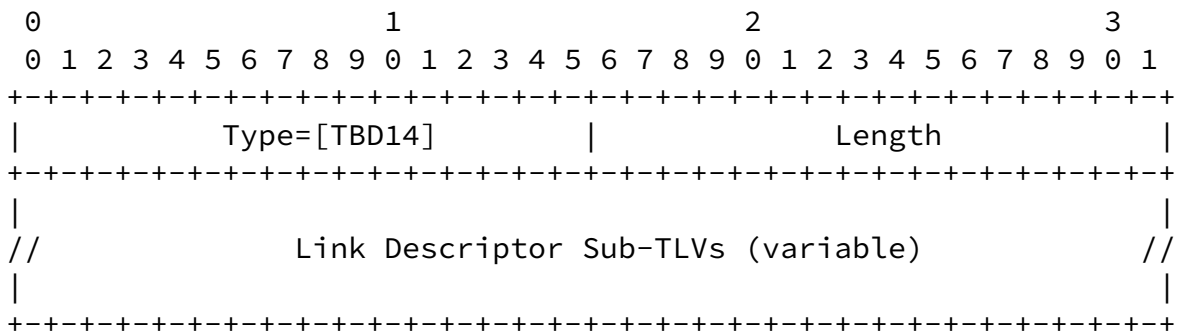 0                   1                   2                   3
 0 1 2 3 4 5 6 7 8 9 0 1 2 3 4 5 6 7 8 9 0 1 2 3 4 5 6 7 8 9 0 1
+-+-+-+-+-+-+-+-+-+-+-+-+-+-+-+-+-+-+-+-+-+-+-+-+-+-+-+-+-+-+-+-+
|           Type=[TBD14]        |             Length            |
+-+-+-+-+-+-+-+-+-+-+-+-+-+-+-+-+-+-+-+-+-+-+-+-+-+-+-+-+-+-+-+-+
|                                                               |
//              Link Descriptor Sub-TLVs (variable)            //
|                                                               |
+-+-+-+-+-+-+-+-+-+-+-+-+-+-+-+-+-+-+-+-+-+-+-+-+-+-+-+-+-+-+-+-+